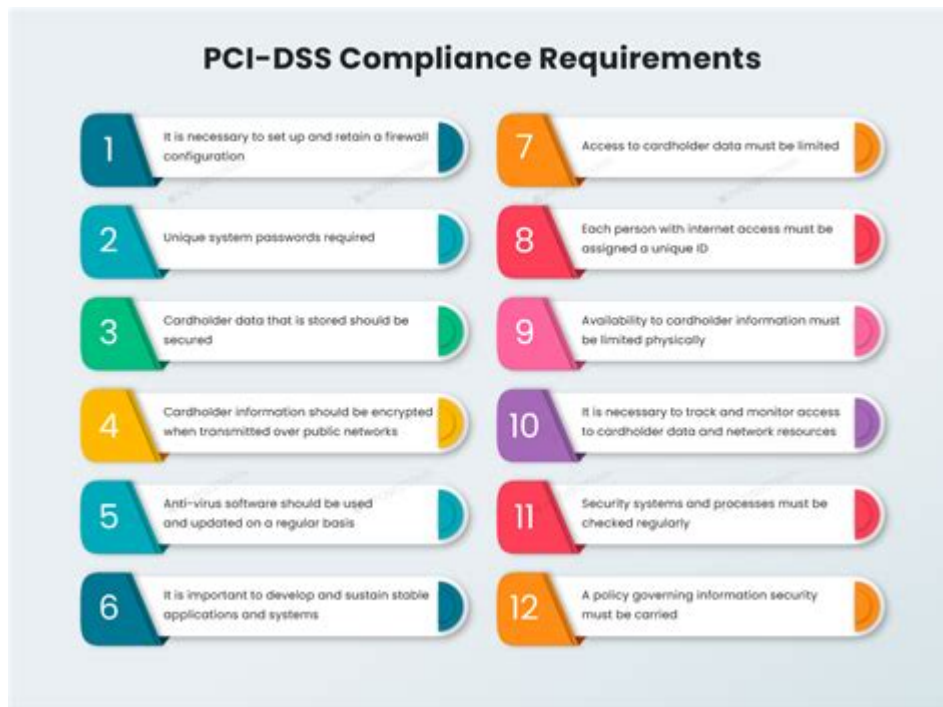 PCI-DSS Compliance Requirements
1
It is necessary to set up and retain a firewall
configuration
2
Unique system passwords required
3
Cardholder data that is stored should be
secured
4
Cardholder information should be encrypted
when transmitted over public networks
5
Anti-virus software should be used
and updated on a regular basis
6
It is important to develop and sustain stable
applications and systems
7
Access to cardholder data must be limited
8
Each person with internet access must be
assigned a unique ID
9
Availability to cardholder information must
be limited physically
10
It is necessary to track and monitor access
to cardholder data and network resources
11
Security systems and processes must be
checked regularly
12
A policy governing information security
must be carried